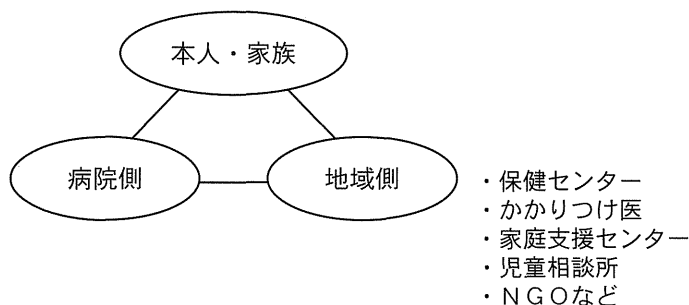 本人・家族
病院側
地域側
・保健センター
・かかりつけ医
・家庭支援センター
・児童相談所
・ＮＧＯなど